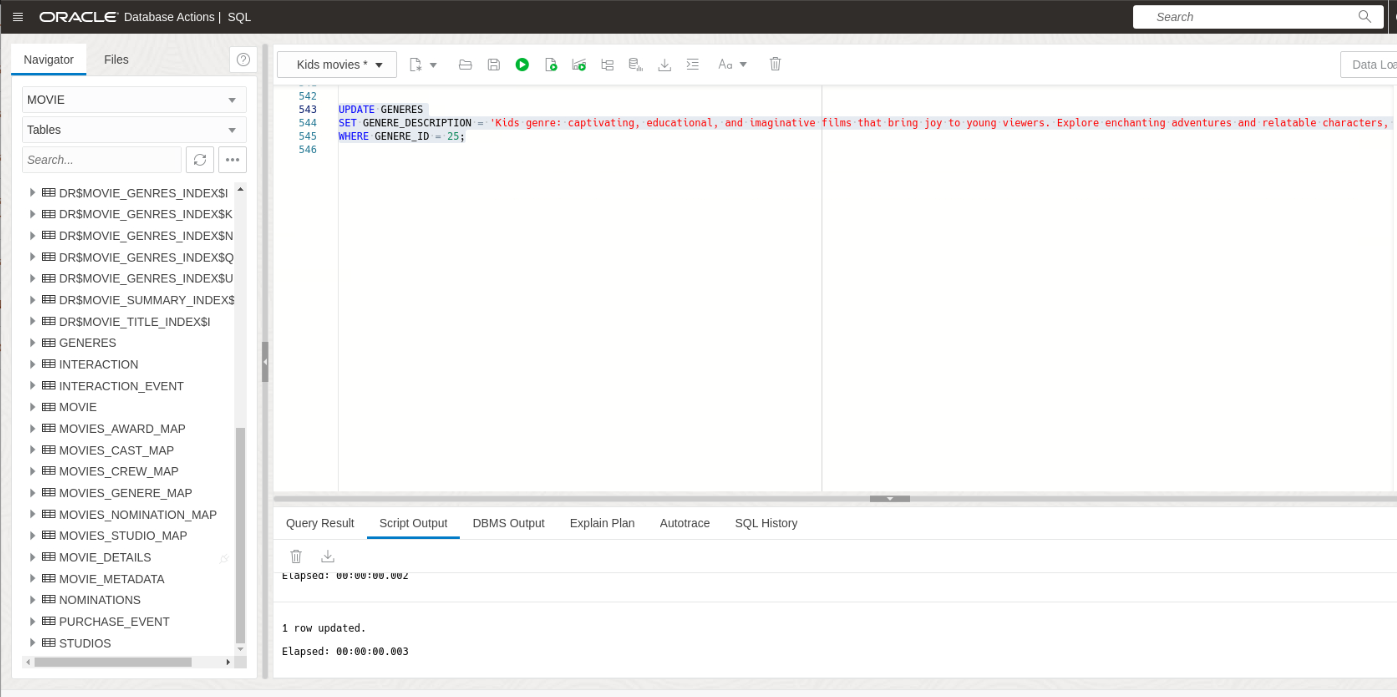 ORACLE Database Actions | SQL
Search
Navigator Files
MOVIE
Tables
Search...
DR$MOVIE_GENRES_INDEX$I
DR$MOVIE_GENRES_INDEX$K
DR$MOVIE_GENRES_INDEX$N
DR$MOVIE_GENRES_INDEX$Q
DR$MOVIE_GENRES_INDEX$U
DR$MOVIE_SUMMARY_INDEX$
DR$MOVIE_TITLE_INDEX$I
GENERES
INTERACTION
INTERACTION_EVENT
MOVIE
MOVIES_AWARD_MAP
MOVIES_CAST_MAP
MOVIES_CREW_MAP
MOVIES_GENERE_MAP
MOVIES_NOMINATION_MAP
MOVIES_STUDIO_MAP
MOVIE_DETAILS
MOVIE_METADATA
NOMINATIONS
PURCHASE_EVENT
STUDIOS
Kids movies * Aa Data Loa
542
543 UPDATE GENERES
544 SET GENERE_DESCRIPTION = 'Kids genre: captivating, educational, and imaginative films that bring joy to young viewers. Explore enchanting adventures and relatable characters,
545 WHERE GENERE_ID = 25;
546
Query Result Script Output DBMS Output Explain Plan Autotrace SQL History
Elapsed: 00:00:00.002
1 row updated.
Elapsed: 00:00:00.003